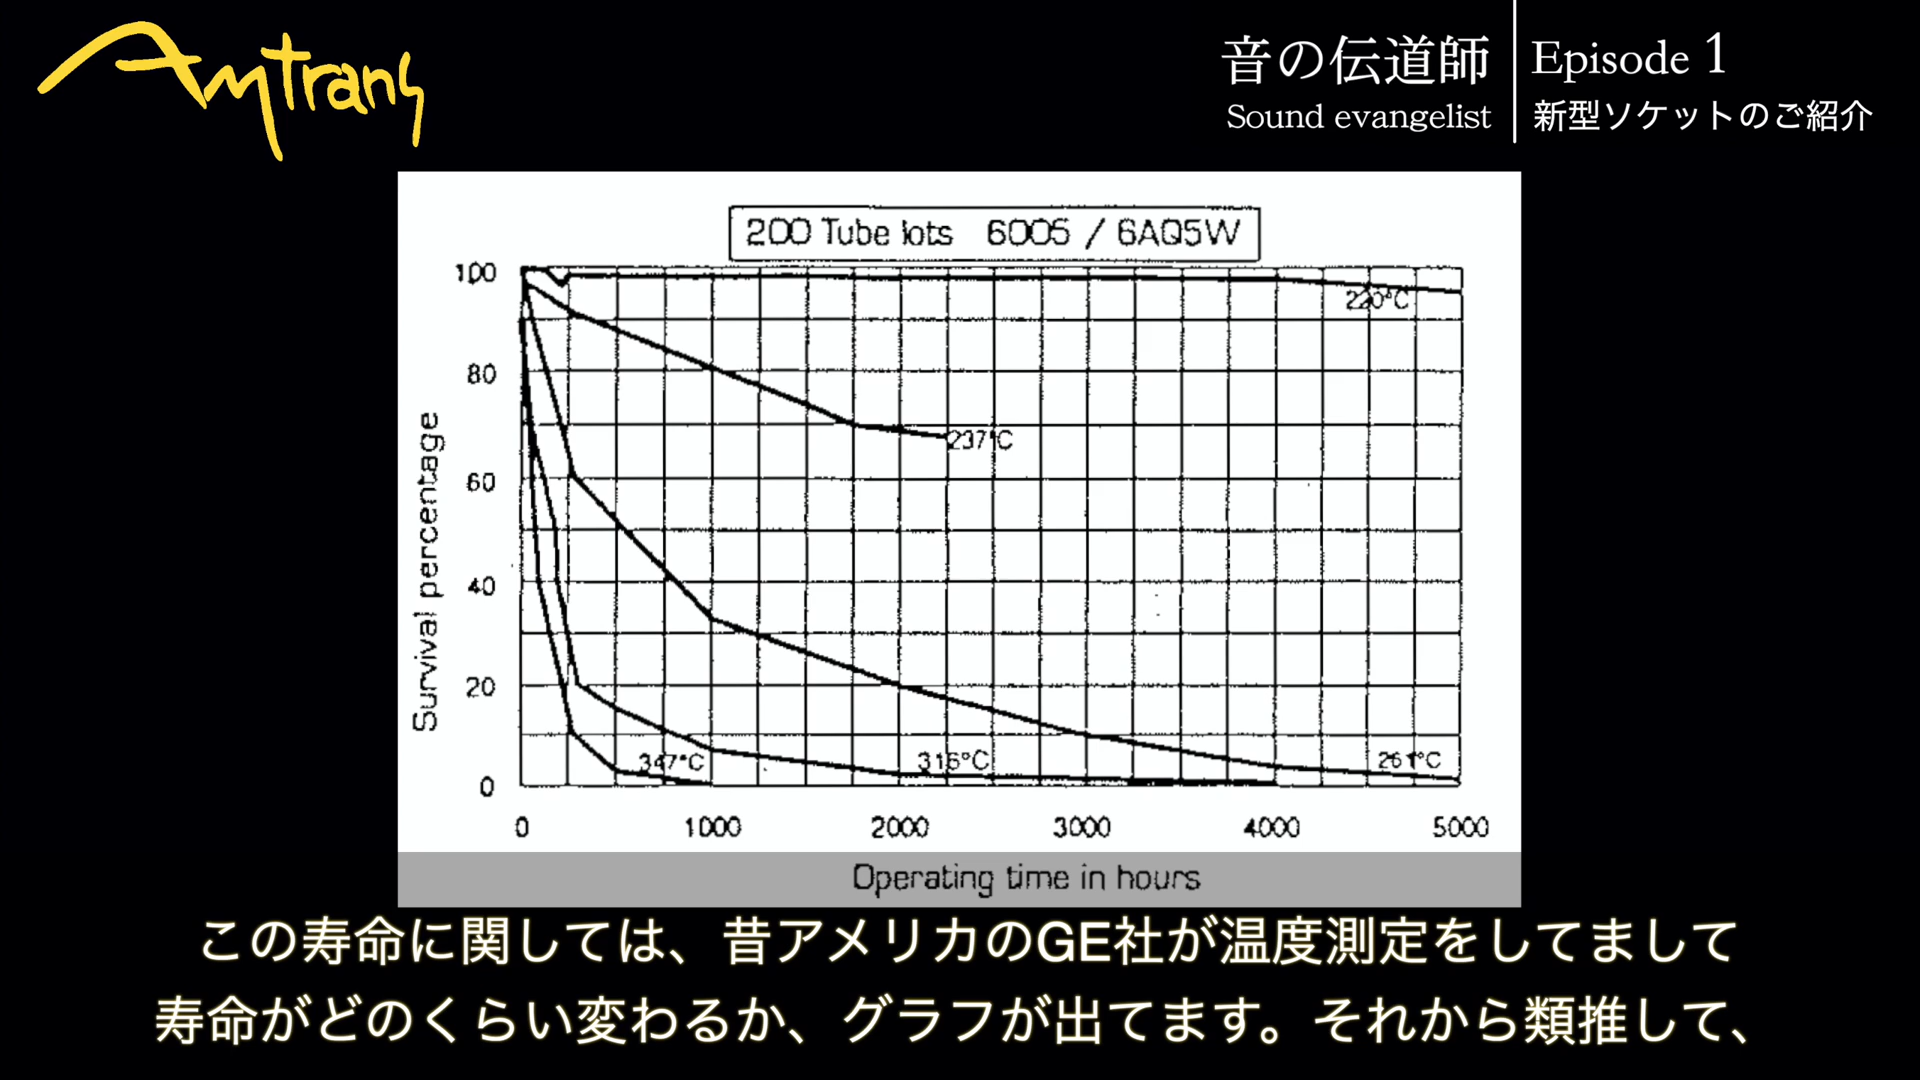 Amtrans
音の伝道師
Sound evangelist
Episode 1
新型ソケットのご紹介
200 Tube lots 6005 / 6AQ5W
100
80
60
40
20
0
Survival percentage
220°C
237°C
347°C
316°C
261°C
0 1000 2000 3000 4000 5000
Operating time in hours
この寿命に関しては、昔アメリカのGE社が温度測定をしてまして
寿命がどのくらい変わるか、グラフが出てます。それから類推して、